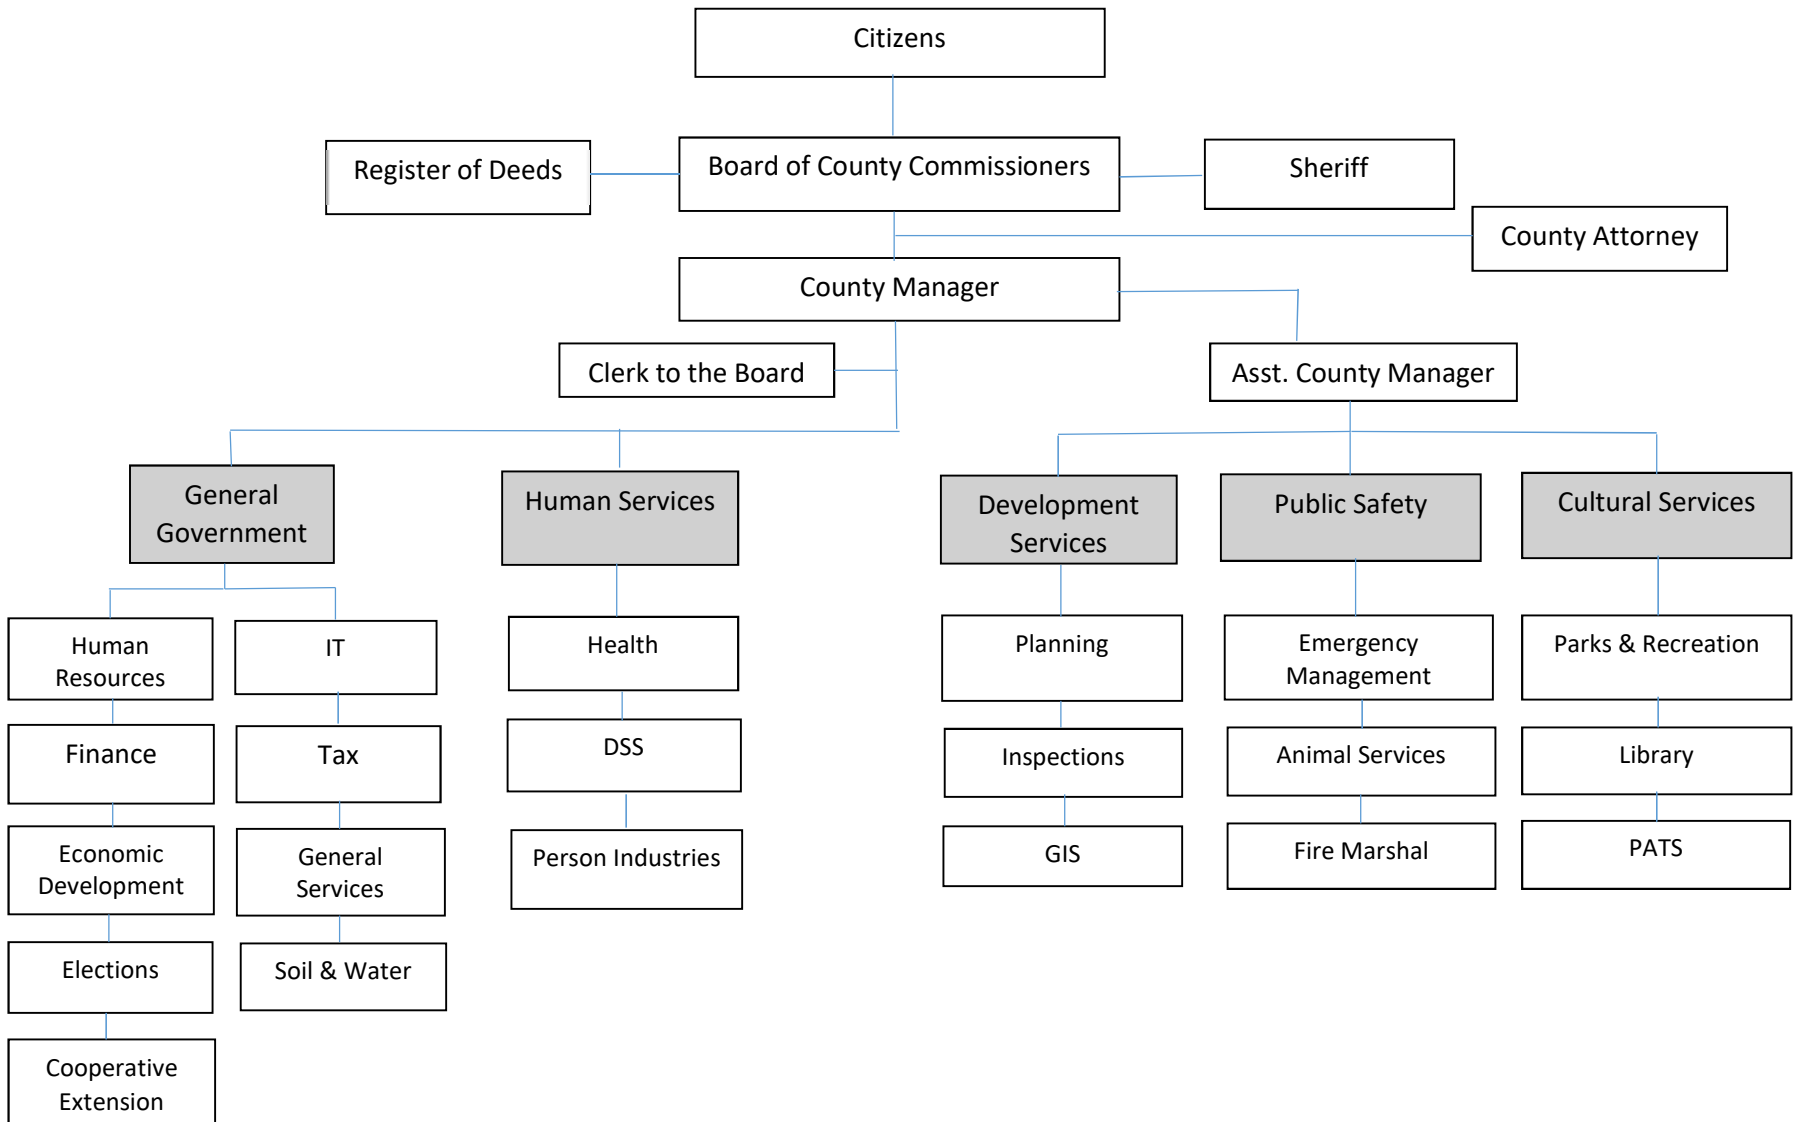 Citizens
Register of Deeds
Board of County Commissioners
Sheriff
County Attorney
County Manager
Clerk to the Board
Asst. County Manager
General
Government
Human Services
Development
Services
Public Safety
Cultural Services
Human
Resources
IT
Health
Planning
Emergency
Management
Parks & Recreation
Finance
Tax
DSS
Inspections
Animal Services
Library
Economic
Development
General
Services
Person Industries
GIS
Fire Marshal
PATS
Elections
Soil & Water
Cooperative
Extension